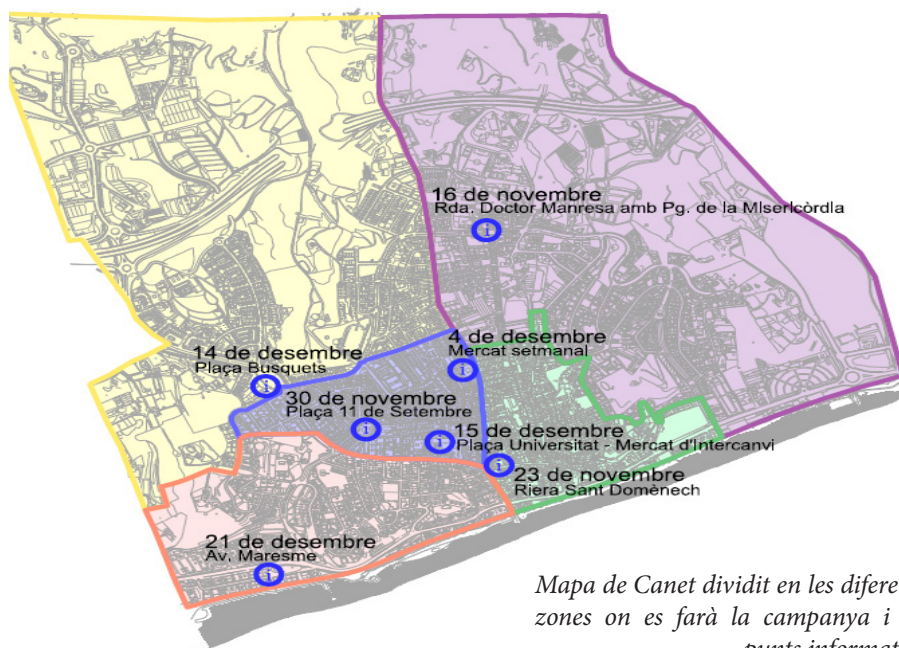 16 de novembre
Rda. Doctor Manresa amb Pg. de la MIserIcòrdIa
4 de desembre
Mercat setmanal
14 de desembre
Plaça Busquets
30 de novembre
Plaça 11 de Setembre
15 de desembre
Plaça Universitat - Mercat d'Intercanvi
23 de novembre
Riera Sant Domènech
21 de desembre
Av. Maresme
Mapa de Canet dividit en les difere
zones on es farà la campanya i
punts informat